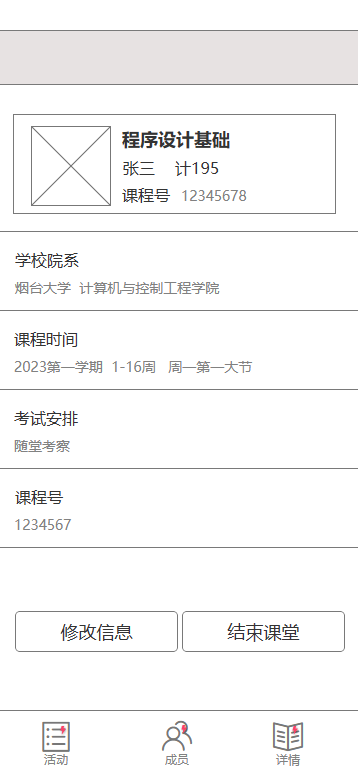 程序设计基础
张三 计195
课程号 12345678
学校院系
烟台大学 计算机与控制工程学院
课程时间
2023第一学期 1-16周 周一第一大节
考试安排
随堂考察
课程号
1234567
修改信息 结束课堂
活动 成员 详情